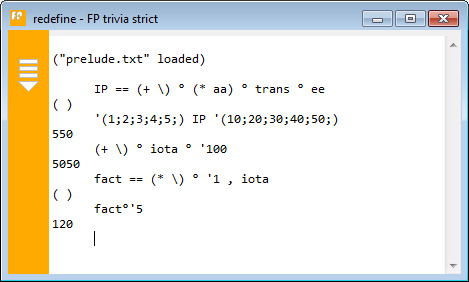 FP redefine - FP trivia strict
("prelude.txt" loaded)
IP == (+ \) ° (* aa) ° trans ° ee
( )
'(1;2;3;4;5;) IP '(10;20;30;40;50;)
550
(+ \) ° iota ° '100
5050
fact == (* \) ° '1 , iota
( )
fact°'5
120